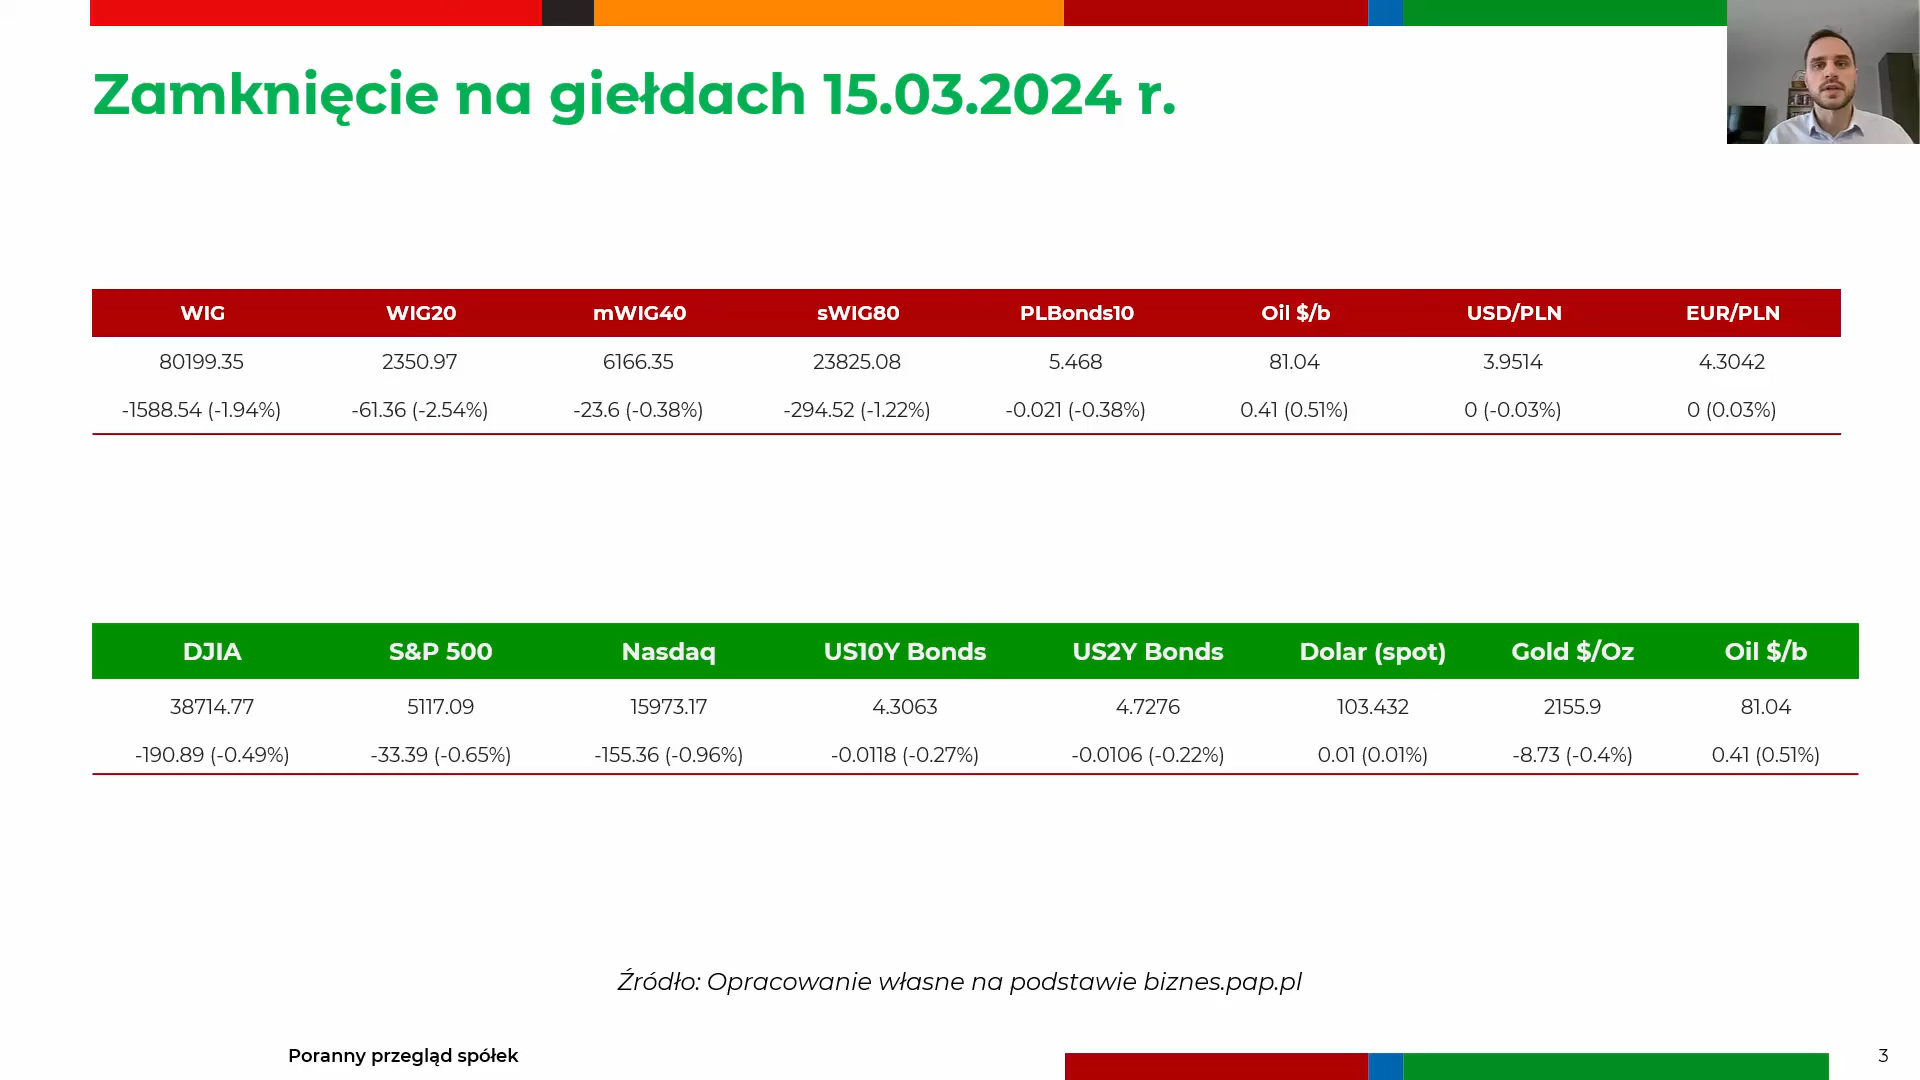 Zamknięcie na giełdach 15.03.2024 r.
WIG WIG20 mWIG40 sWIG80 PLBonds10 Oil $/b USD/PLN EUR/PLN
80199.35 2350.97 6166.35 23825.08 5.468 81.04 3.9514 4.3042
-1588.54 (-1.94%) -61.36 (-2.54%) -23.6 (-0.38%) -294.52 (-1.22%) -0.021 (-0.38%) 0.41 (0.51%) 0 (-0.03%) 0 (0.03%)
DJIA S&P 500 Nasdaq US10Y Bonds US2Y Bonds Dolar (spot) Gold $/Oz Oil $/b
38714.77 5117.09 15973.17 4.3063 4.7276 103.432 2155.9 81.04
-190.89 (-0.49%) -33.39 (-0.65%) -155.36 (-0.96%) -0.0118 (-0.27%) -0.0106 (-0.22%) 0.01 (0.01%) -8.73 (-0.4%) 0.41 (0.51%)
Źródło: Opracowanie własne na podstawie biznes.pap.pl
Poranny przegląd spółek 3